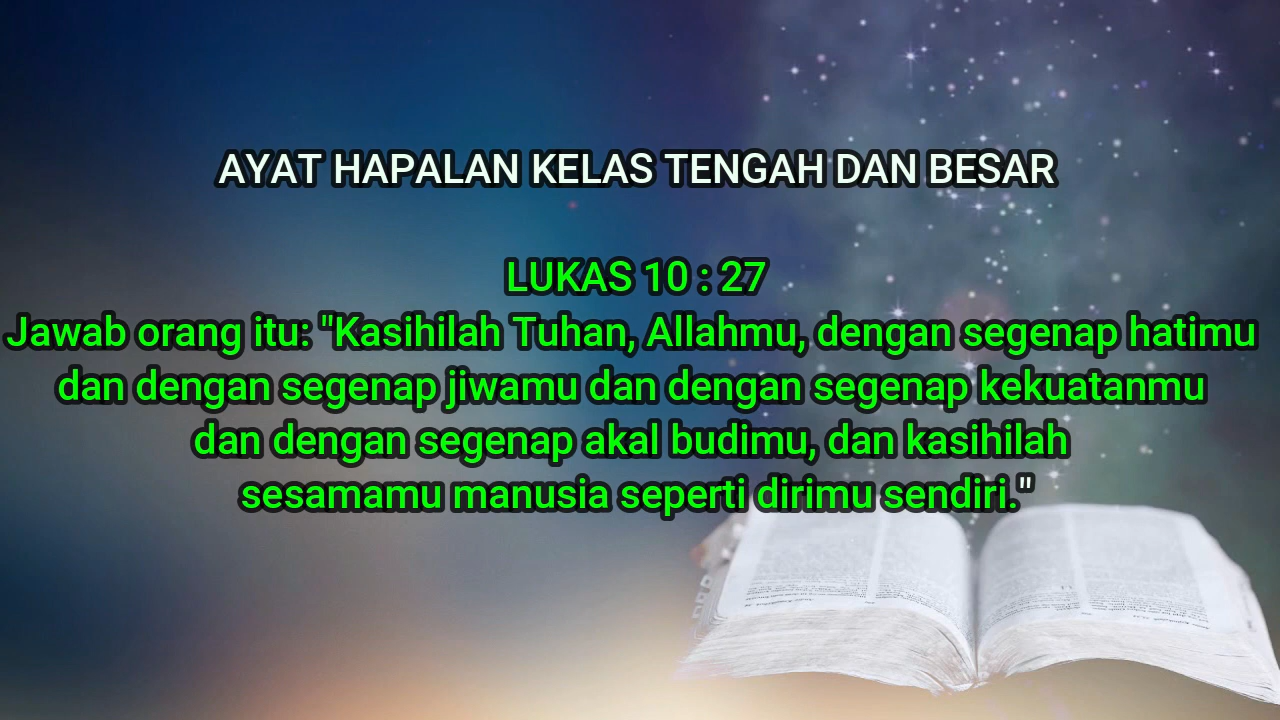 AYAT HAPALAN KELAS TENGAH DAN BESAR
LUKAS 10 : 27
Jawab orang itu: "Kasihilah Tuhan, Allahmu, dengan segenap hatimu
dan dengan segenap jiwamu dan dengan segenap kekuatanmu
dan dengan segenap akal budimu, dan kasihilah
sesamamu manusia seperti dirimu sendiri."